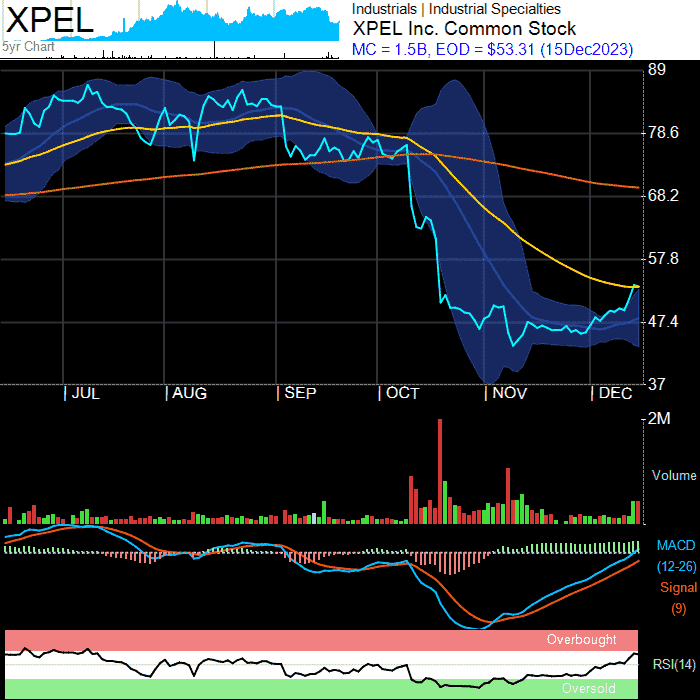 XPEL
5yr Chart
Industrials | Industrial Specialties
XPEL Inc. Common Stock
MC = 1.5B, EOD = $53.31 (15Dec2023)
89
78.6
68.2
57.8
47.4
37
| JUL | AUG | SEP | OCT | NOV | DEC
2M
Volume
MACD
(12-26)
Signal
(9)
Overbought
RSI(14)
Oversold